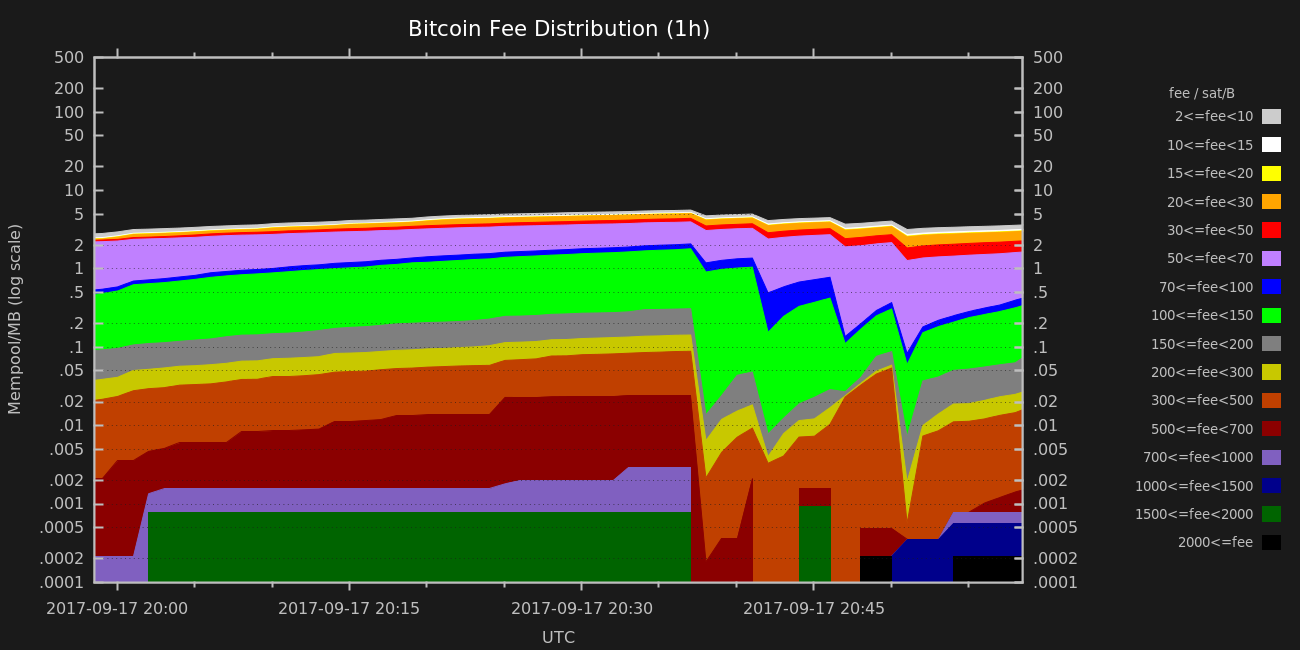 Bitcoin Fee Distribution (1h)
Mempool/MB (log scale)
500
200
100
50
20
10
5
2
1
.5
.2
.1
.05
.02
.01
.005
.002
.001
.0005
.0002
.0001
500
200
100
50
20
10
5
2
1
.5
.2
.1
.05
.02
.01
.005
.002
.001
.0005
.0002
.0001
2017-09-17 20:00
2017-09-17 20:15
2017-09-17 20:30
2017-09-17 20:45
UTC
fee / sat/B
2<=fee<10
10<=fee<15
15<=fee<20
20<=fee<30
30<=fee<50
50<=fee<70
70<=fee<100
100<=fee<150
150<=fee<200
200<=fee<300
300<=fee<500
500<=fee<700
700<=fee<1000
1000<=fee<1500
1500<=fee<2000
2000<=fee